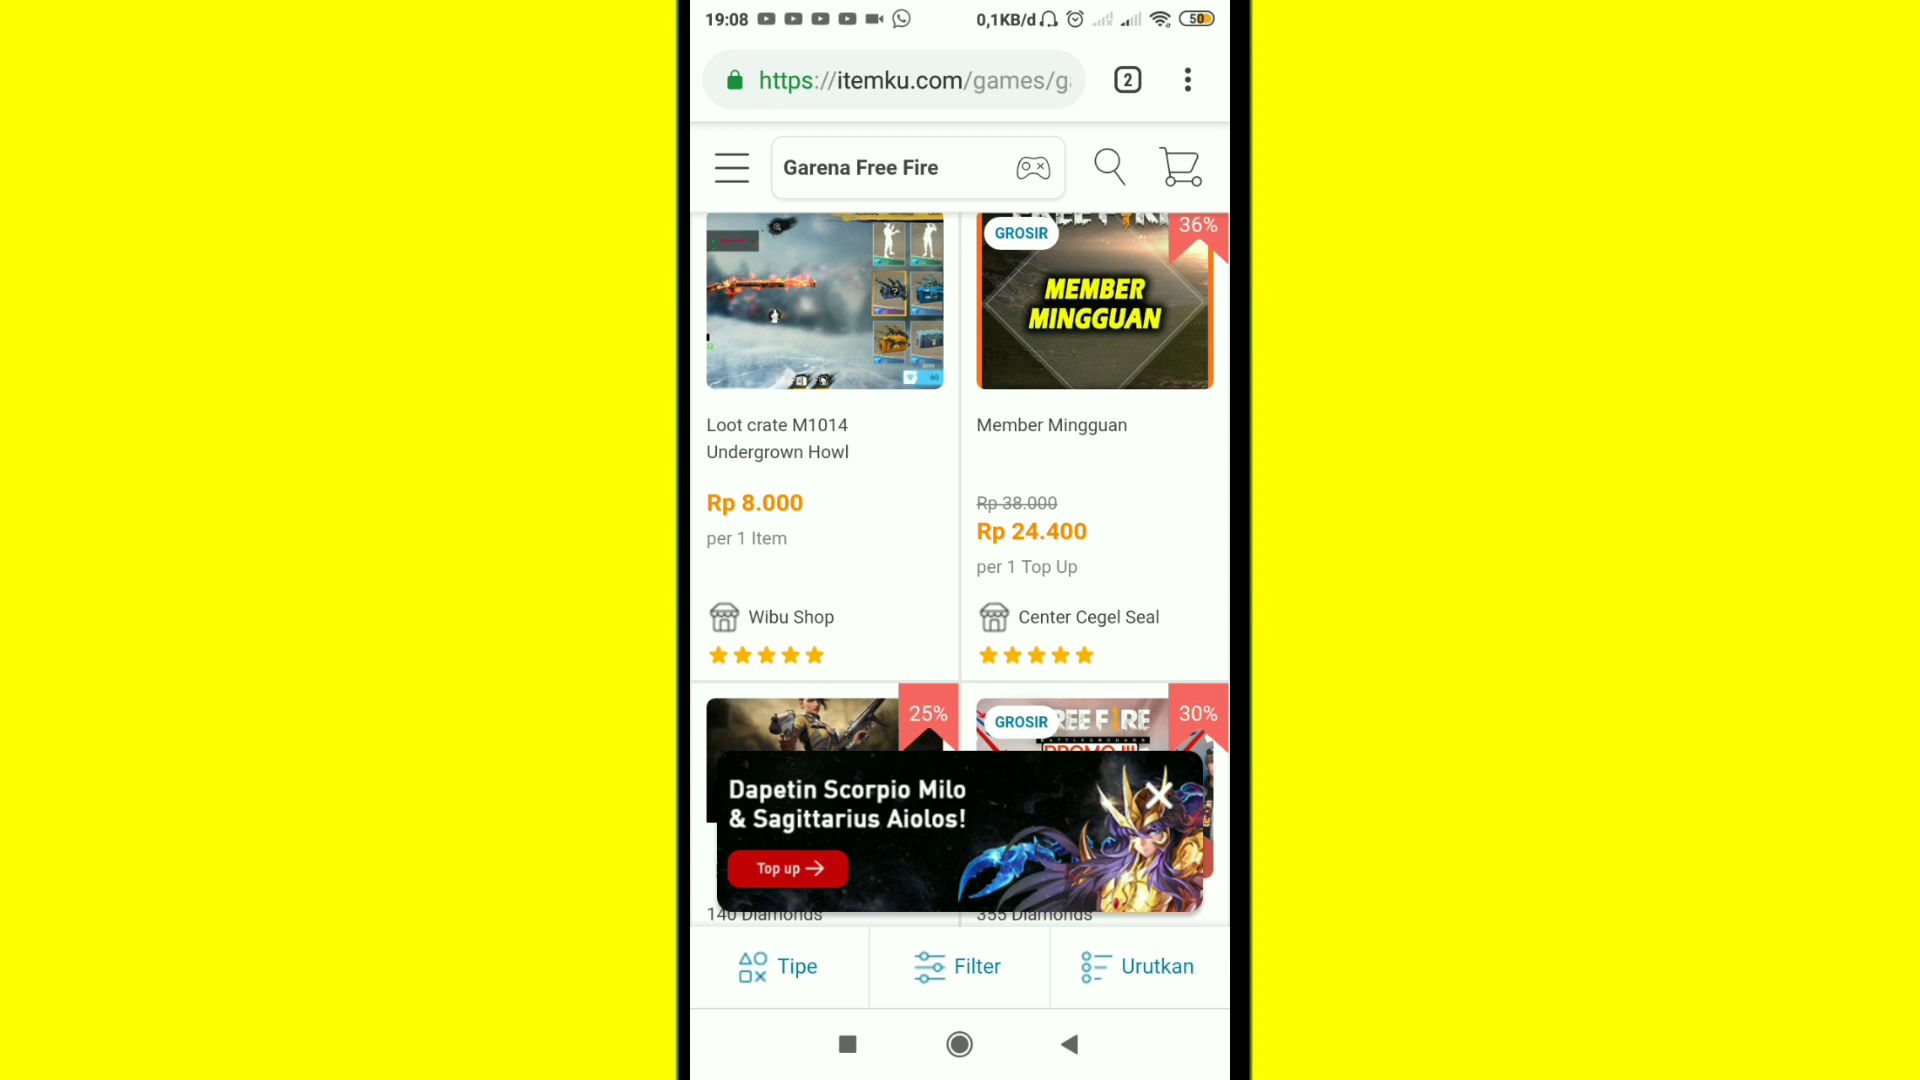 19:08
0,1KB/d
50
https://itemku.com/games/g
2
Garena Free Fire
GROSIR
36%
MEMBER
MINGGUAN
60
Loot crate M1014
Undergrown Howl
Member Mingguan
Rp 8.000
per 1 Item
Rp 38.000
Rp 24.400
per 1 Top Up
Wibu Shop
Center Cegel Seal
25%
GROSIR
REE FIRE
BATTLEGROUNDS
30%
Dapetin Scorpio Milo
& Sagittarius Aiolos!
Top up
140 Diamonds
355 Diamonds
Tipe
Filter
Urutkan